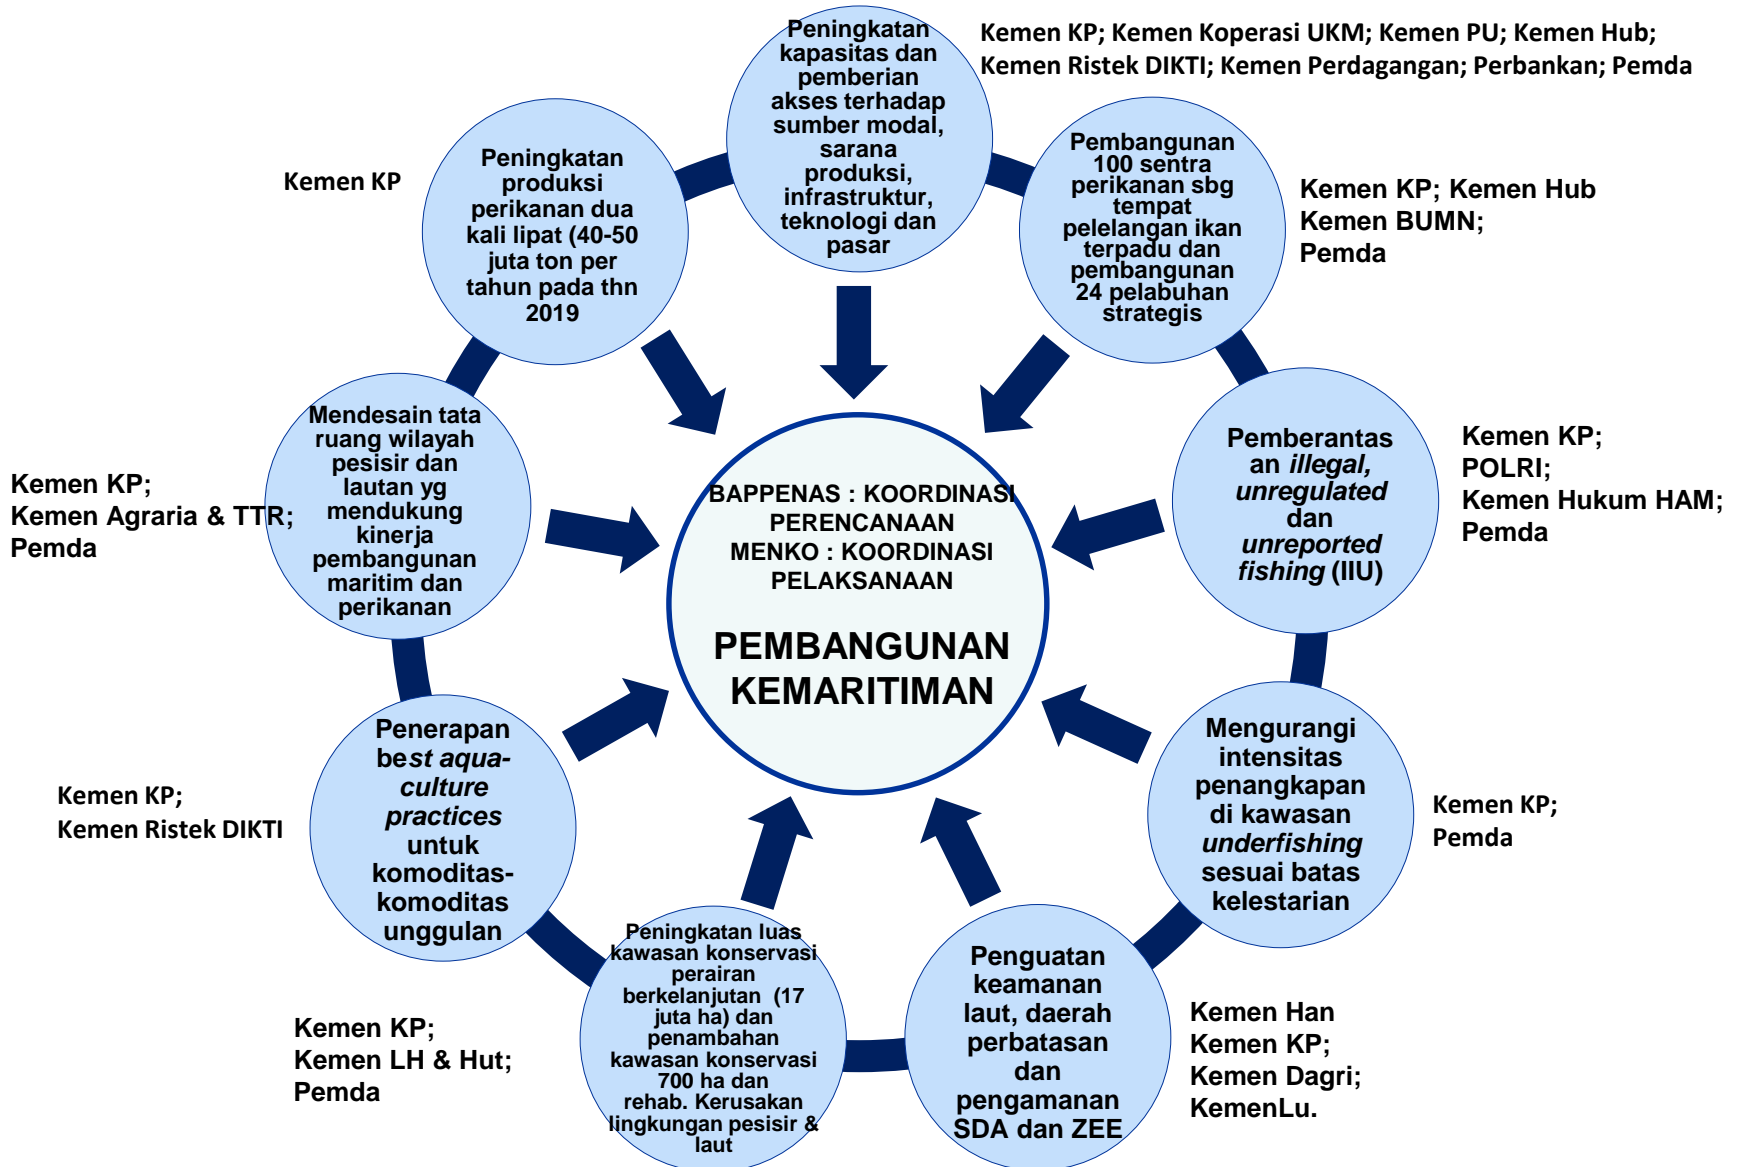 Peningkatan
kapasitas dan
pemberian
akses terhadap
sumber modal,
sarana
produksi,
infrastruktur,
teknologi dan
pasar
Kemen KP; Kemen Koperasi UKM; Kemen PU; Kemen Hub;
Kemen Ristek DIKTI; Kemen Perdagangan; Perbankan; Pemda
Pembangunan
100 sentra
perikanan sbg
tempat
pelelangan ikan
terpadu dan
pembangunan
24 pelabuhan
strategis
Kemen KP; Kemen Hub
Kemen BUMN;
Pemda
Pemberantas
an illegal,
unregulated
dan
unreported
fishing (IIU)
Kemen KP;
POLRI;
Kemen Hukum HAM;
Pemda
Mengurangi
intensitas
penangkapan
di kawasan
underfishing
sesuai batas
kelestarian
Kemen KP;
Pemda
Penguatan
keamanan
laut, daerah
perbatasan
dan
pengamanan
SDA dan ZEE
Kemen Han
Kemen KP;
Kemen Dagri;
KemenLu.
Peningkatan luas
kawasan konservasi
perairan
berkelanjutan (17
juta ha) dan
penambahan
kawasan konservasi
700 ha dan
rehab. Kerusakan
lingkungan pesisir &
laut
Kemen KP;
Kemen LH & Hut;
Pemda
Penerapan
best aqua-
culture
practices
untuk
komoditas-
komoditas
unggulan
Kemen KP;
Kemen Ristek DIKTI
Mendesain tata
ruang wilayah
pesisir dan
lautan yg
mendukung
kinerja
pembangunan
maritim dan
perikanan
Kemen KP;
Kemen Agraria & TTR;
Pemda
Peningkatan
produksi
perikanan dua
kali lipat (40-50
juta ton per
tahun pada thn
2019
Kemen KP
BAPPENAS : KOORDINASI
PERENCANAAN
MENKO : KOORDINASI
PELAKSANAAN
PEMBANGUNAN
KEMARITIMAN